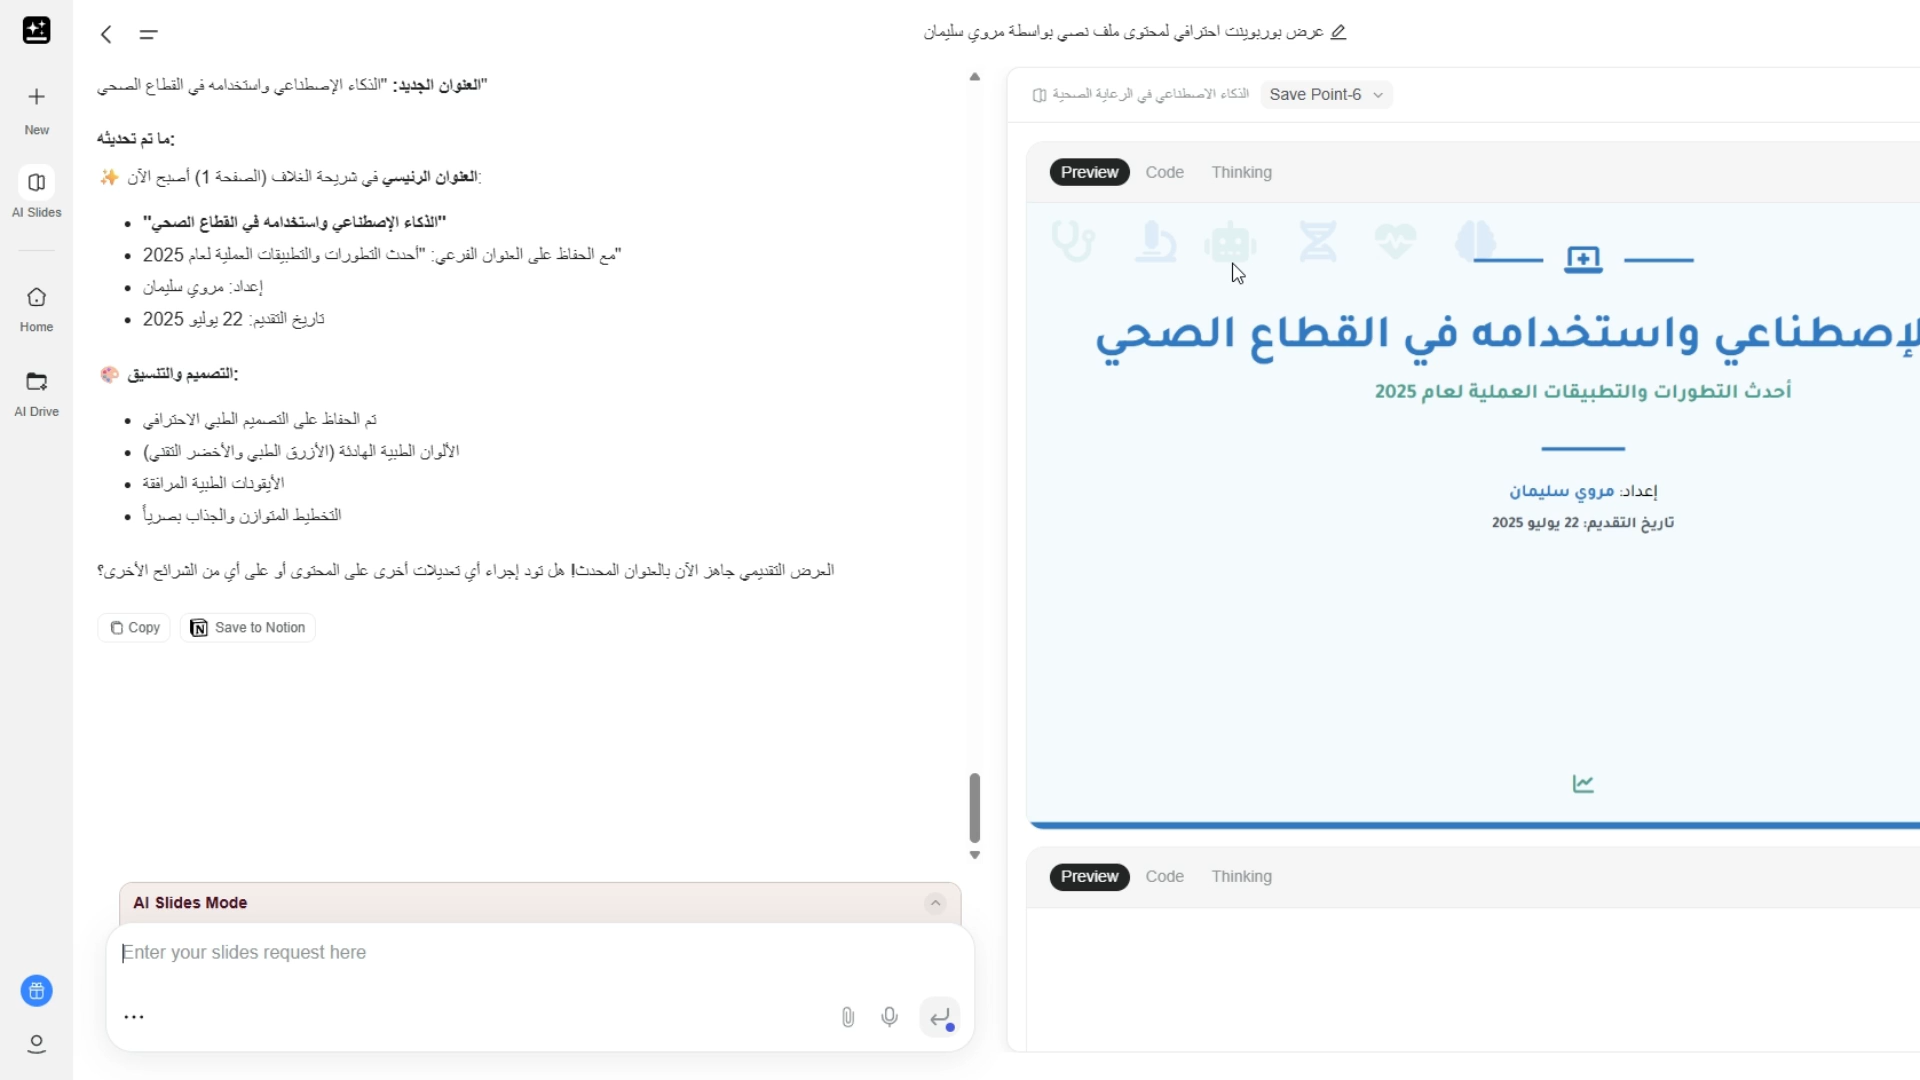 عرض بوربوينت احترافي لمحتوى ملف نصي بواسطة مروي سليمان
New
AI Slides
Home
AI Drive
"العنوان الجديد: "الذكاء الإصطناعي واستخدامه في القطاع الصحي
:ما تم تحديثه
:العنوان الرئيسي في شريحة الغلاف (الصفحة 1) أصبح الآن ✨
"الذكاء الإصطناعي واستخدامه في القطاع الصحي"
"مع الحفاظ على العنوان الفرعي: "أحدث التطورات والتطبيقات العملية لعام 2025
إعداد: مروي سليمان
تاريخ التقديم: 22 يوليو 2025
:التصميم والتنسيق 🎨
تم الحفاظ على التصميم الطبي الاحترافي
الألوان الطبية الهادئة (الأزرق الطبي والأخضر التقني)
الأيقونات الطبية المرافقة
التخطيط المتوازن والجذاب بصرياً
العرض التقديمي جاهز الآن بالعنوان المحدث! هل تود إجراء أي تعديلات أخرى على المحتوى أو على أي من الشرائح الأخرى؟
Copy
Save to Notion
AI Slides Mode
Enter your slides request here
الذكاء الاصطناعي في الرعاية الصحية
Save Point-6
Preview Code Thinking
لإصطناعي واستخدامه في القطاع الصحي
أحدث التطورات والتطبيقات العملية لعام 2025
إعداد: مروي سليمان
تاريخ التقديم: 22 يوليو 2025
Preview Code Thinking